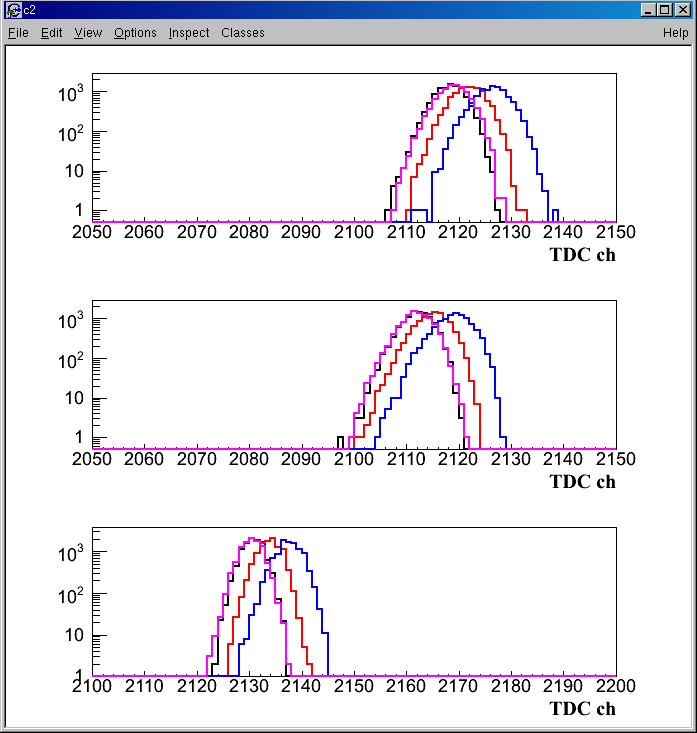 c2
File Edit View Options Inspect Classes Help
10³
10²
10
1
2050 2060 2070 2080 2090 2100 2110 2120 2130 2140 2150
TDC ch
10³
10²
10
1
2050 2060 2070 2080 2090 2100 2110 2120 2130 2140 2150
TDC ch
10³
10²
10
1
2100 2110 2120 2130 2140 2150 2160 2170 2180 2190 2200
TDC ch